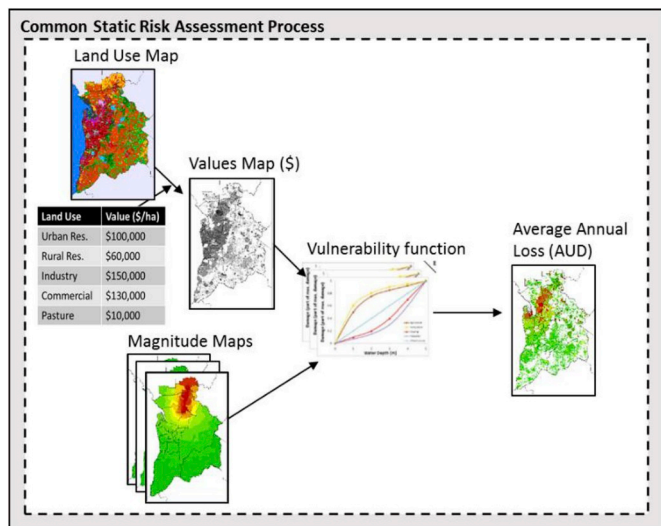 Common Static Risk Assessment Process
Land Use Map
Values Map ($)
Land Use Value ($/ha)
Urban Res. $100,000
Rural Res. $60,000
Industry $150,000
Commercial $130,000
Pasture $10,000
Vulnerability function
Water Depth (m)
Average Annual
Loss (AUD)
Magnitude Maps